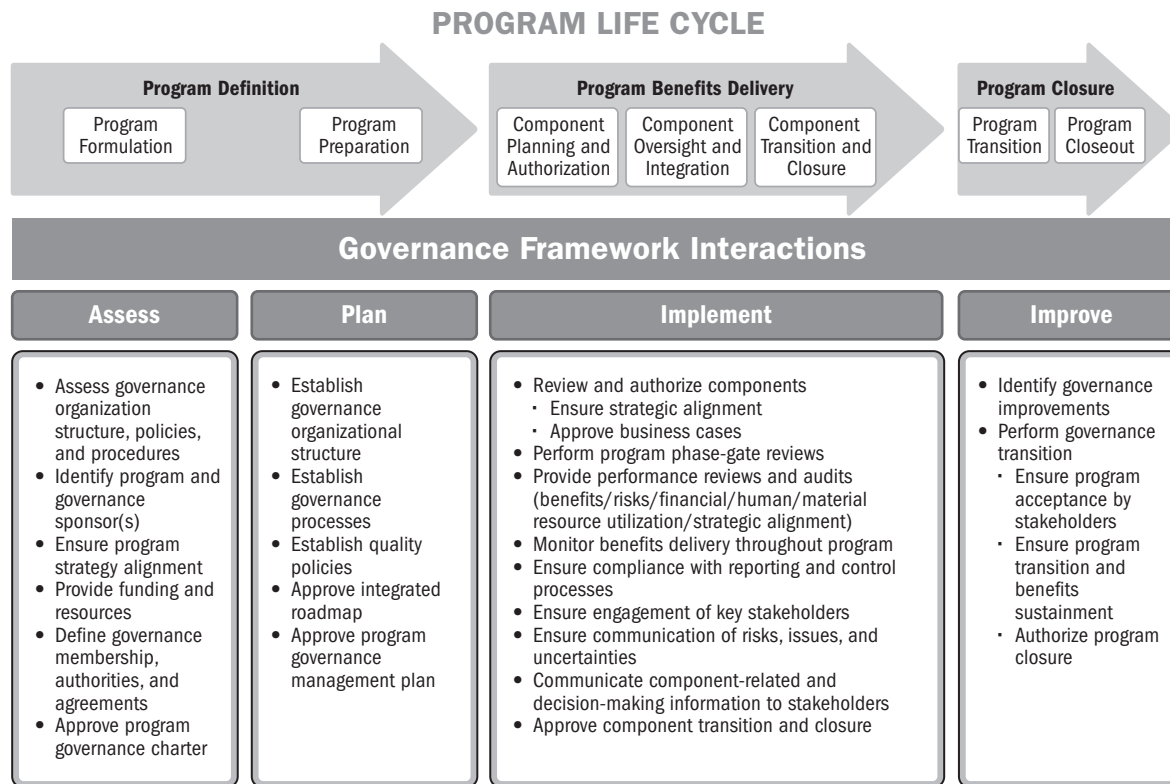 PROGRAM LIFE CYCLE
Program Definition
Program
Formulation
Program
Preparation
Program Benefits Delivery
Component
Planning and
Authorization
Component
Oversight and
Integration
Component
Transition and
Closure
Program Closure
Program
Transition
Program
Closeout
Governance Framework Interactions
Assess
• Assess governance
organization
structure, policies,
and procedures
• Identify program and
governance
sponsor(s)
• Ensure program
strategy alignment
• Provide funding and
resources
• Define governance
membership,
authorities, and
agreements
• Approve program
governance charter
Plan
• Establish
governance
organizational
structure
• Establish
governance
processes
• Establish quality
policies
• Approve integrated
roadmap
• Approve program
governance
management plan
Implement
• Review and authorize components
▪ Ensure strategic alignment
▪ Approve business cases
• Perform program phase-gate reviews
• Provide performance reviews and audits
(benefits/risks/financial/human/material
resource utilization/strategic alignment)
• Monitor benefits delivery throughout program
• Ensure compliance with reporting and control
processes
• Ensure engagement of key stakeholders
• Ensure communication of risks, issues, and
uncertainties
• Communicate component-related and
decision-making information to stakeholders
• Approve component transition and closure
Improve
• Identify governance
improvements
• Perform governance
transition
▪ Ensure program
acceptance by
stakeholders
▪ Ensure program
transition and
benefits
sustainment
▪ Authorize program
closure